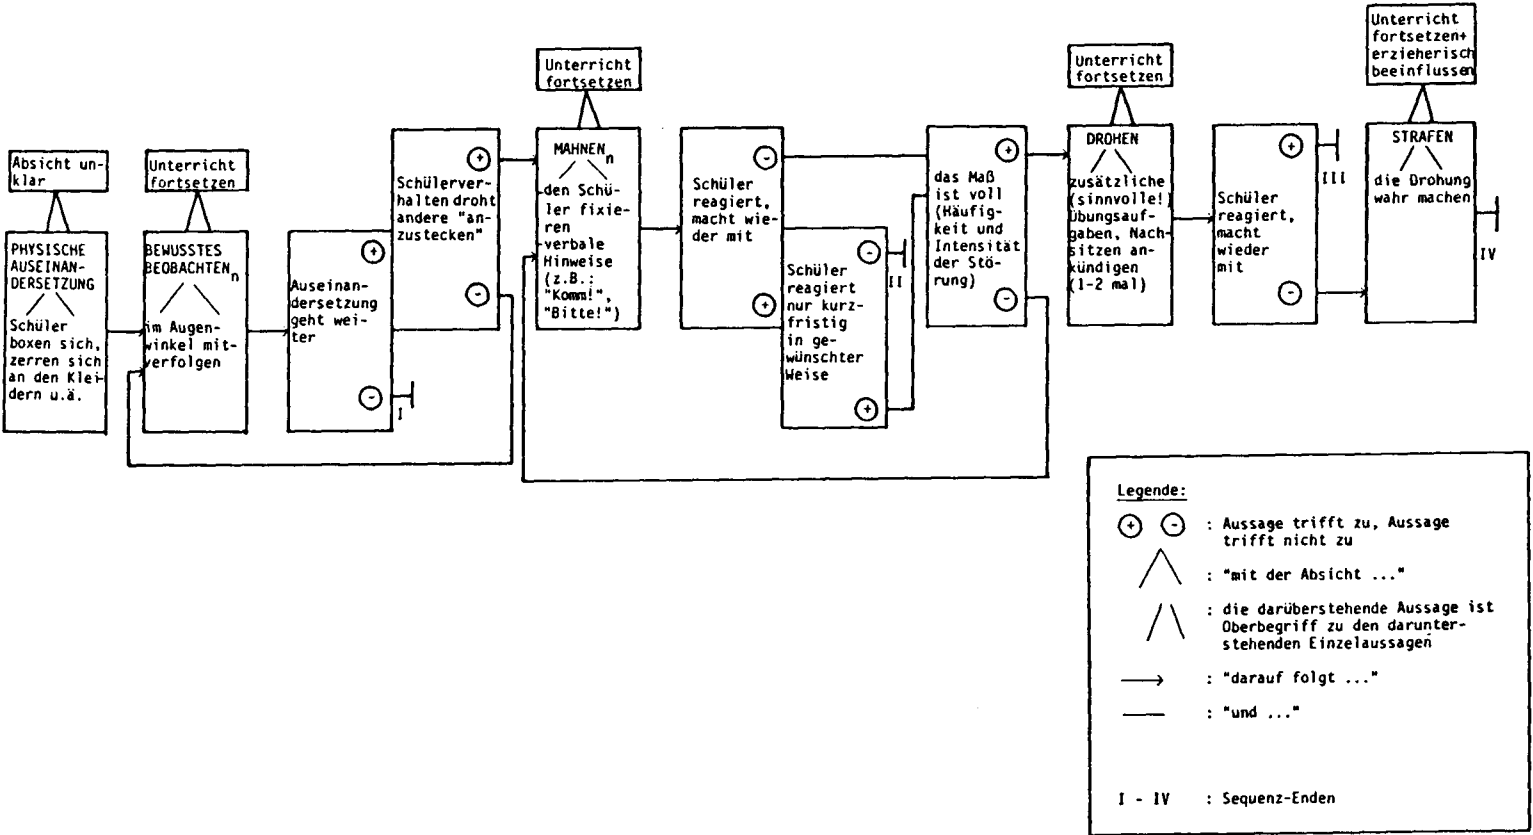 Absicht un-
klar
PHYSISCHE
AUSEINAN-
DERSETZUNG
Schüler
boxen sich,
zerren sich
an den Klei-
dern u.ä.
Unterricht
fortsetzen
BEWUSSTES
BEOBACHTEN n
im Augen-
winkel mit-
verfolgen
+
Auseinan-
dersetzung
geht wei-
ter
-
I
+
Schülerver-
halten droht
andere "an-
zustecken"
-
Unterricht
fortsetzen
MAHNEN n
den Schü-
ler fixie-
ren
verbale
Hinweise
(z.B.:
"Komm!",
"Bitte!")
-
Schüler
reagiert,
macht wie-
der mit
+
-
II
Schüler
reagiert
nur kurz-
fristig
in ge-
wünschter
Weise
+
+
das Maß
ist voll
(Häufig-
keit und
Intensität
der Stö-
rung)
-
Unterricht
fortsetzen
DROHEN
zusätzliche
(sinnvolle!)
Übungsauf-
gaben, Nach-
sitzen an-
kündigen
(1-2 mal)
+
III
Schüler
reagiert,
macht
wieder
mit
-
Unterricht
fortsetzen+
erzieherisch
beeinflussen
STRAFEN
die Drohung
wahr machen
IV
Legende:
+ - : Aussage trifft zu, Aussage
trifft nicht zu
: "mit der Absicht ..."
: die darüberstehende Aussage ist
Oberbegriff zu den darunter-
stehenden Einzelaussagen
: "darauf folgt ..."
: "und ..."
I - IV : Sequenz-Enden